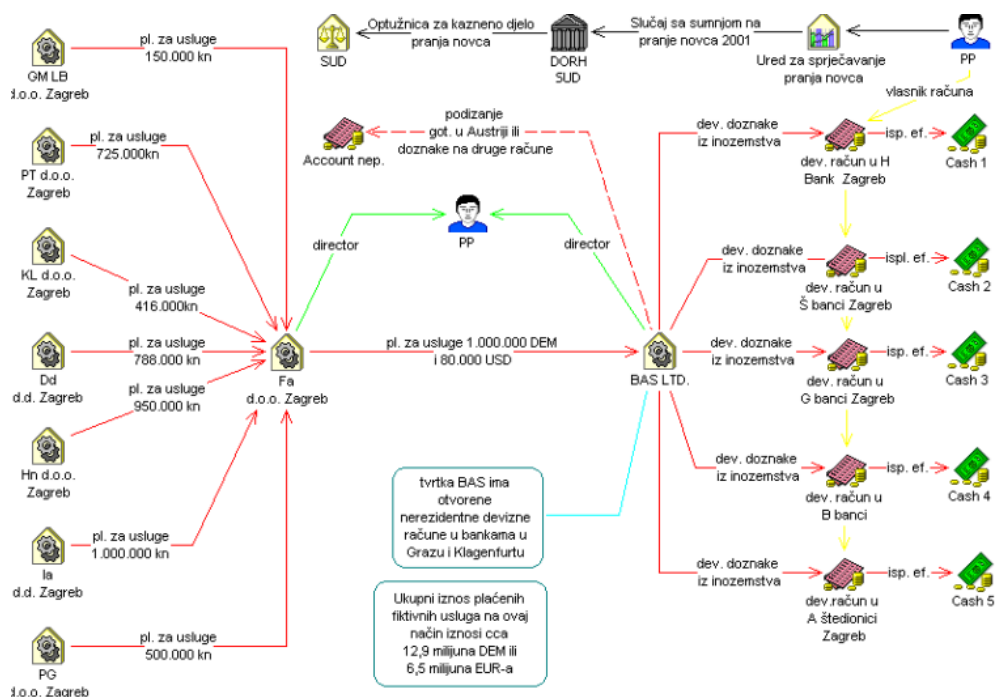 GM LB
d.o.o. Zagreb
pl. za usluge
150.000 kn
PT d.o.o.
Zagreb
pl. za usluge
725.000kn
KL d.o.o.
Zagreb
pl. za usluge
416.000kn
Dd
d.d. Zagreb
pl. za usluge
788.000 kn
Hn d.o.o.
Zagreb
pl. za usluge
950.000 kn
Ia
d.d. Zagreb
pl. za usluge
1.000.000 kn
PG
d.o.o. Zagreb
pl. za usluge
500.000 kn
Fa
d.o.o. Zagreb
SUD
Optužnica za kazneno djelo
pranja novca
DORH
SUD
Slučaj sa sumnjom na
pranje novca 2001
Ured za sprječavanje
pranja novca
PP
vlasnik računa
Account nep.
podizanje
got. u Austriji ili
doznake na druge račune
director
PP
director
pl. za usluge 1.000.000 DEM
i 80.000 USD
BAS LTD.
tvrtka BAS ima
otvorene
nerezidentne devizne
račune u bankama u
Grazu i Klagenfurtu
Ukupni iznos plaćenih
fiktivnih usluga na ovaj
način iznosi cca
12,9 milijuna DEM ili
6,5 milijuna EUR-a
dev. doznake
iz inozemstva
dev. račun u H
Bank Zagreb
isp. ef.
Cash 1
dev. doznake
iz inozemstva
dev. račun u
Š banci Zagreb
ispl. ef.
Cash 2
dev. doznake
iz inozemstva
dev. račun u
G banci Zagreb
isp. ef.
Cash 3
dev. doznake
iz inozemstva
dev. račun u
B banci
isp. ef.
Cash 4
dev. doznake
iz inozemstva
dev.račun u
A štedionici
Zagreb
isp. ef.
Cash 5